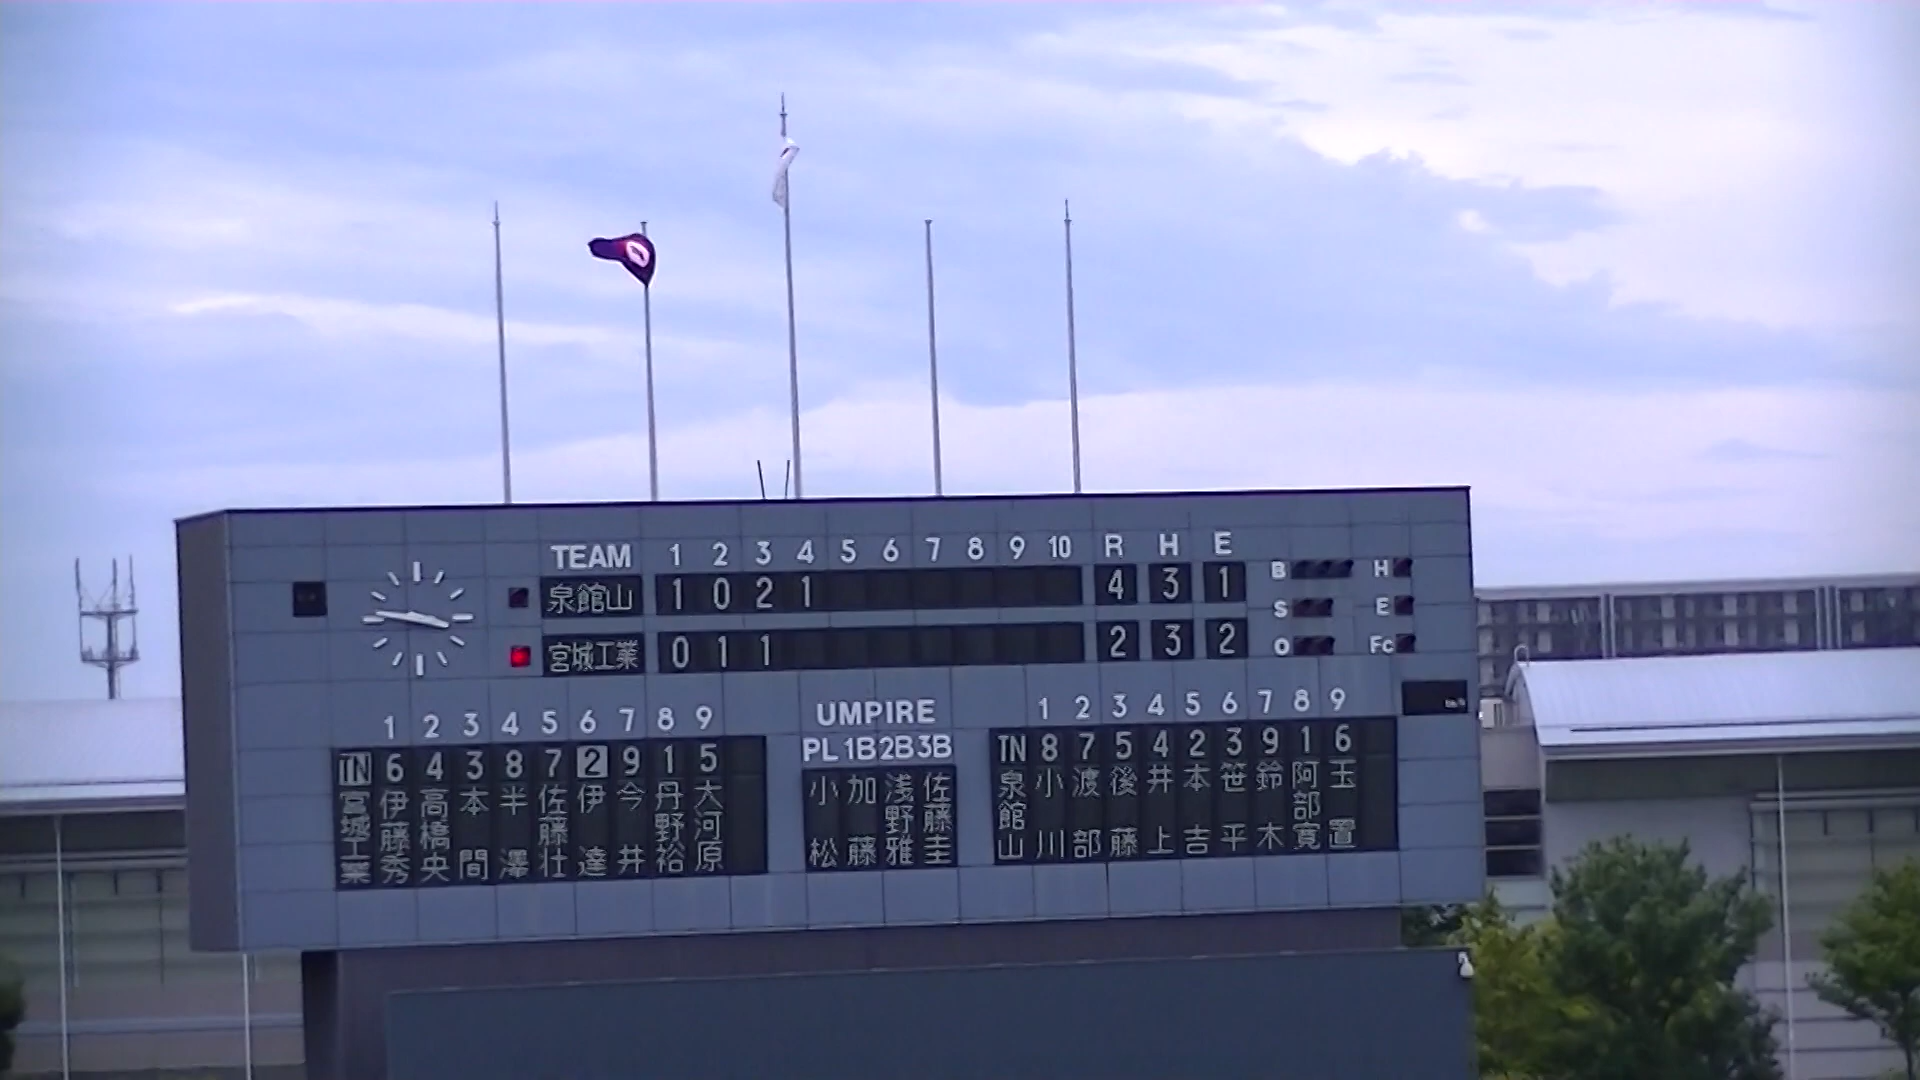 TEAM 1 2 3 4 5 6 7 8 9 10 R H E
泉館山 1 0 2 1 4 3 1
宮城工業 0 1 1 2 3 2
B H
S E
O Fc
1 2 3 4 5 6 7 8 9
IN 6 4 3 8 7 2 9 1 5
宮城工業
伊藤秀
高橋央
本間
半澤
佐藤壮
伊達
今井
丹野裕
大河原
UMPIRE
PL 1B 2B 3B
小松
加藤
浅野雅
佐藤圭
1 2 3 4 5 6 7 8 9
IN 8 7 5 4 2 3 9 1 6
泉館山
小川
渡部
後藤
井上
本吉
笹平
鈴木
阿部寛
玉置